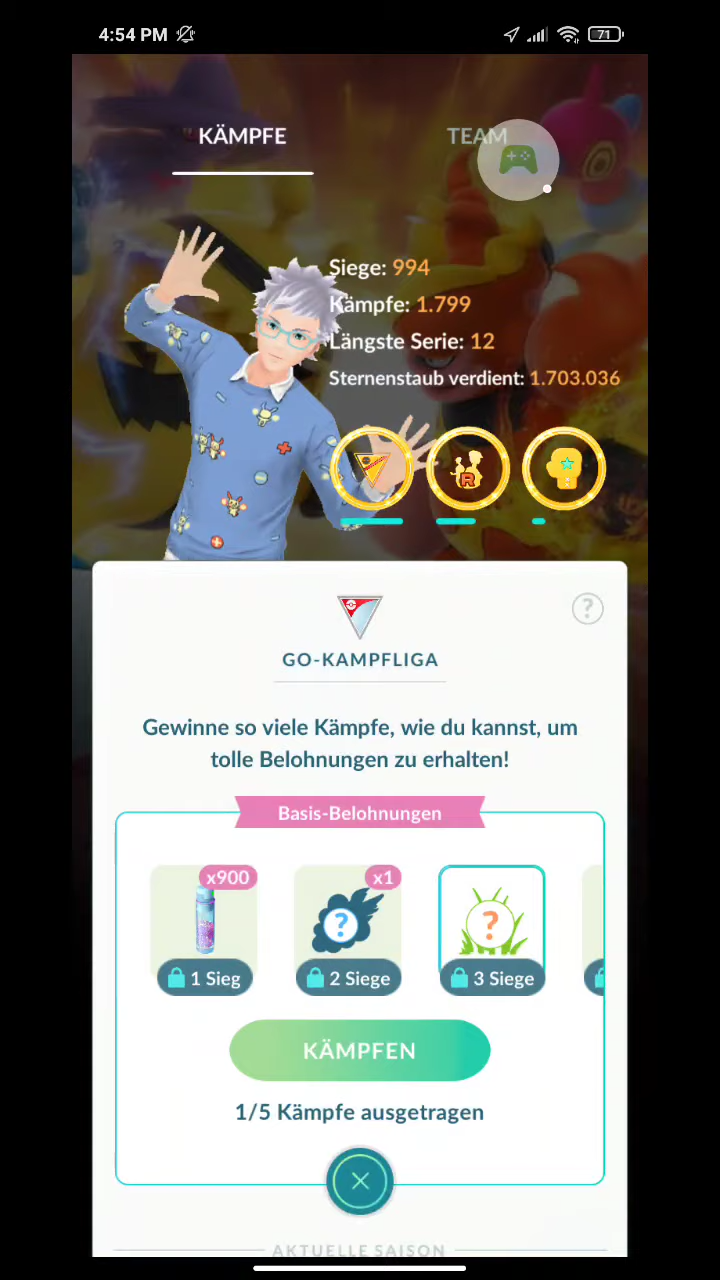 4:54 PM
71
KÄMPFE
TEAM
Siege: 994
Kämpfe: 1.799
Längste Serie: 12
Sternenstaub verdient: 1.703.036
R
?
GO-KAMPFLIGA
Gewinne so viele Kämpfe, wie du kannst, um
tolle Belohnungen zu erhalten!
Basis-Belohnungen
x900
x1
?
?
1 Sieg
2 Siege
3 Siege
KÄMPFEN
1/5 Kämpfe ausgetragen
AKTUELLE SAISON